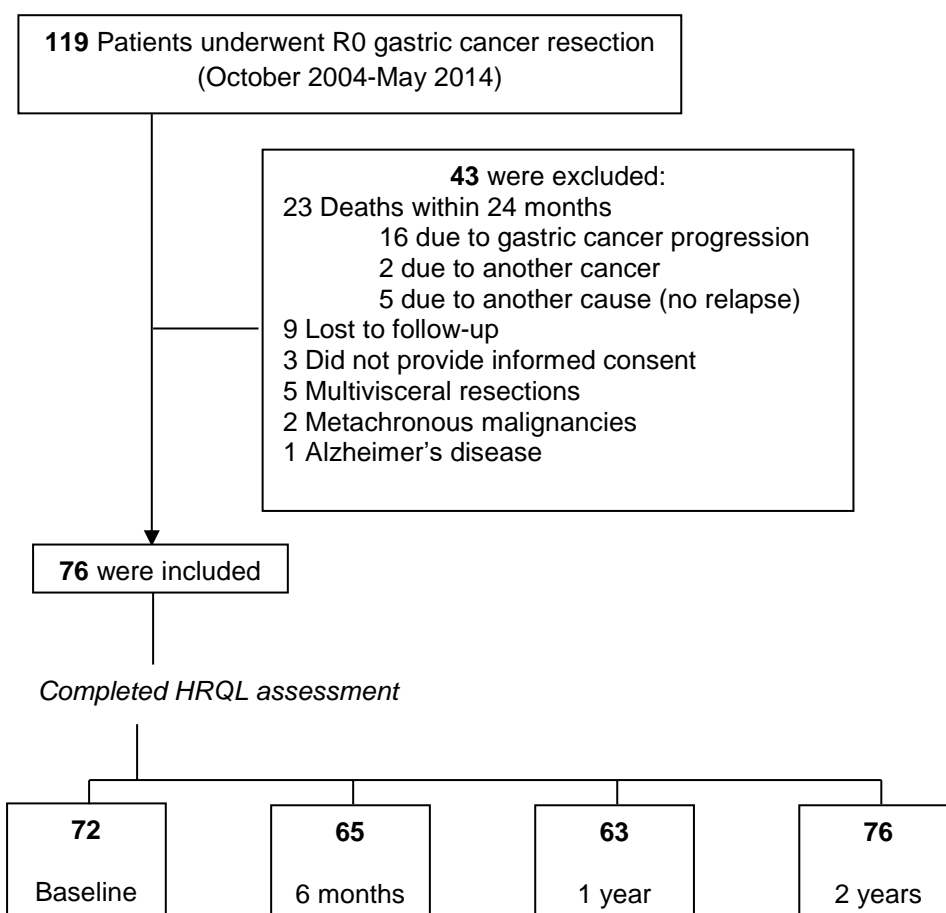 119 Patients underwent R0 gastric cancer resection
(October 2004-May 2014)
43 were excluded:
23 Deaths within 24 months
16 due to gastric cancer progression
2 due to another cancer
5 due to another cause (no relapse)
9 Lost to follow-up
3 Did not provide informed consent
5 Multivisceral resections
2 Metachronous malignancies
1 Alzheimer's disease
76 were included
Completed HRQL assessment
72
Baseline
65
6 months
63
1 year
76
2 years